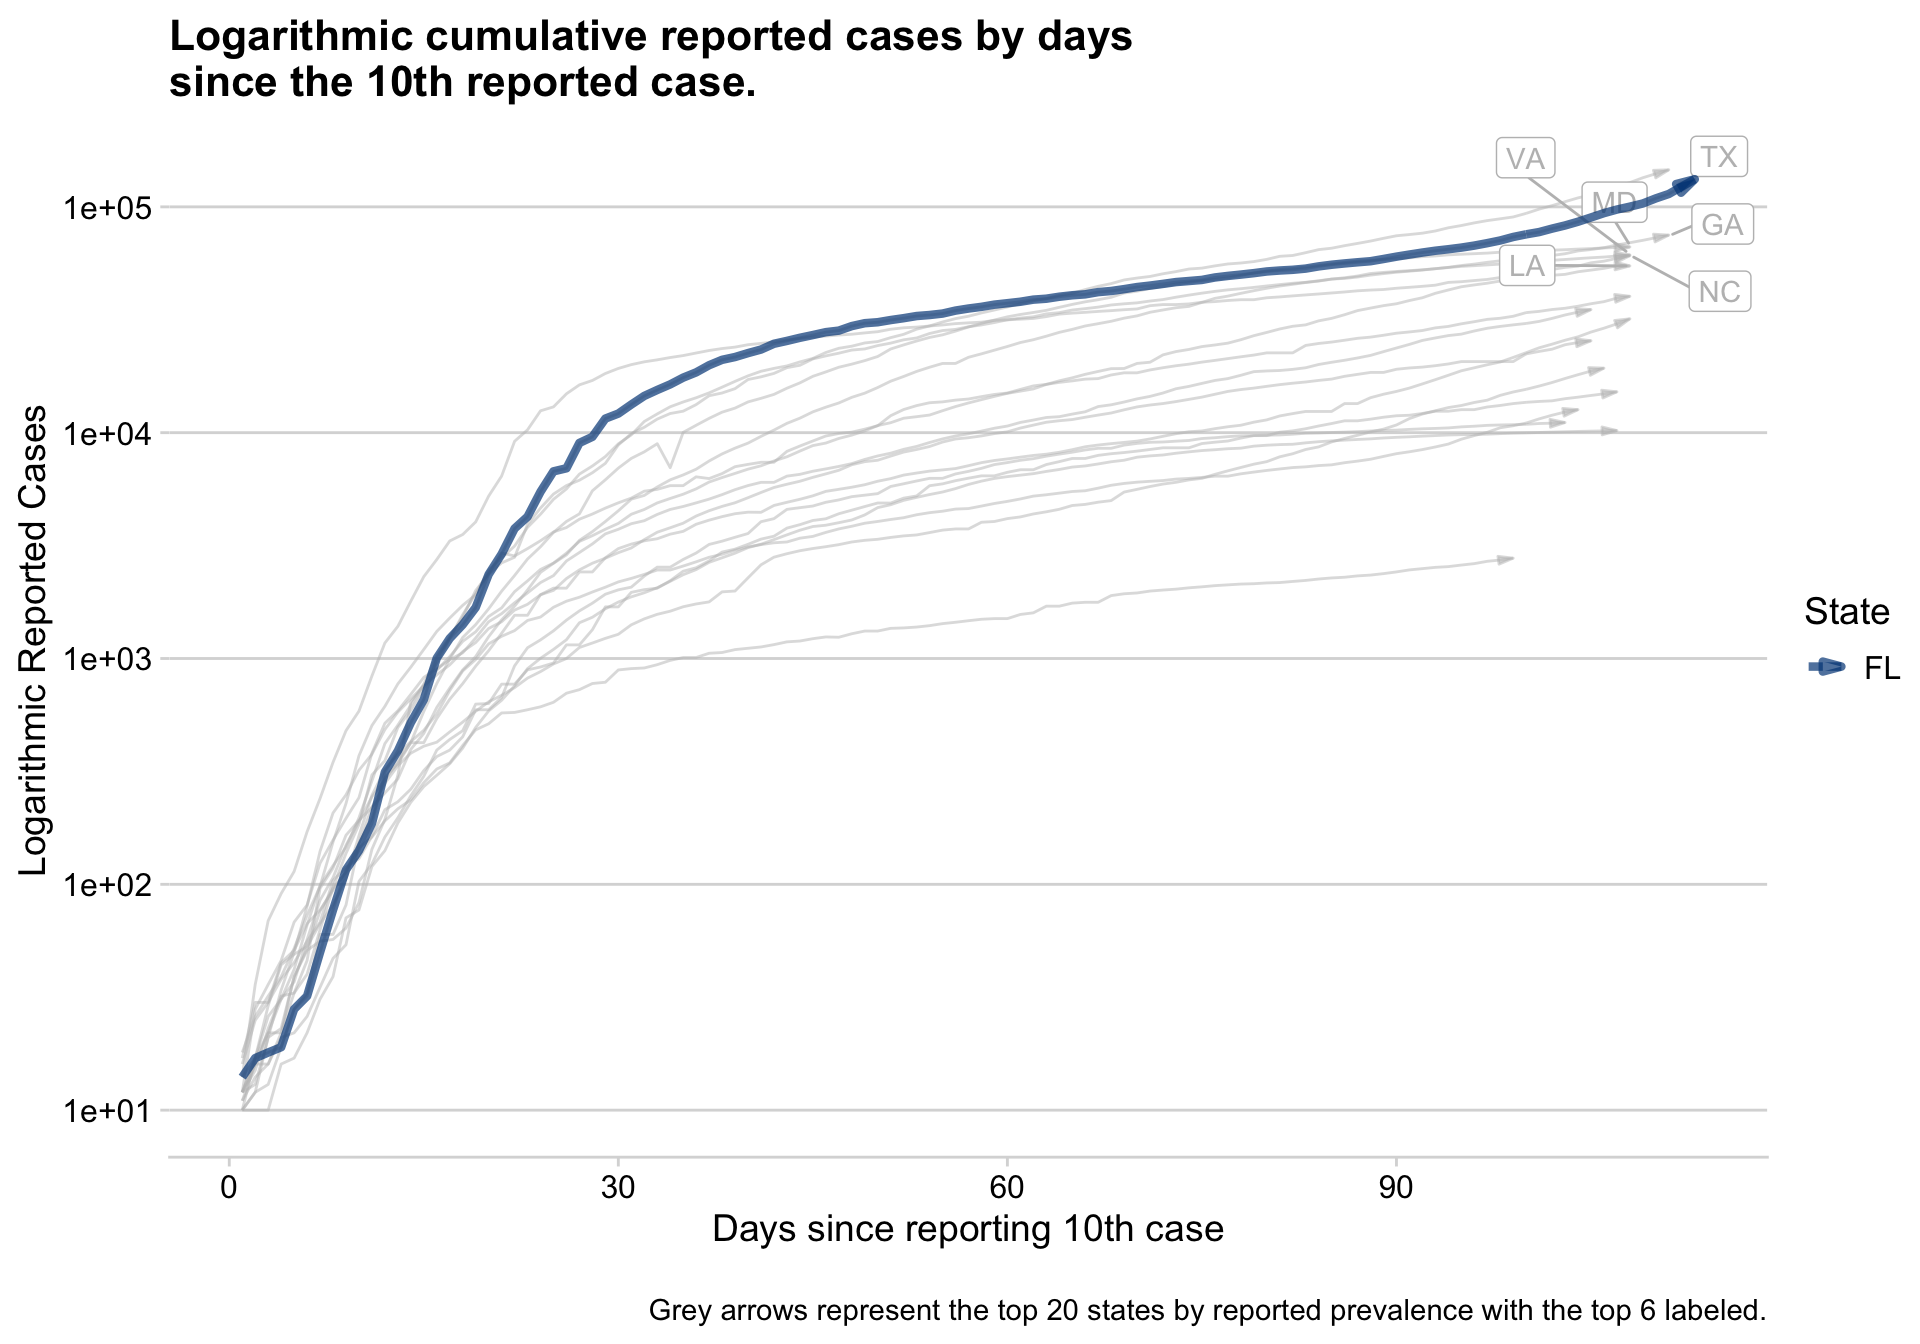 Logarithmic cumulative reported cases by days
since the 10th reported case.
VA
TX
MD
GA
LA
NC
1e+05
1e+04
1e+03
1e+02
1e+01
Logarithmic Reported Cases
State
FL
0 30 60 90
Days since reporting 10th case
Grey arrows represent the top 20 states by reported prevalence with the top 6 labeled.